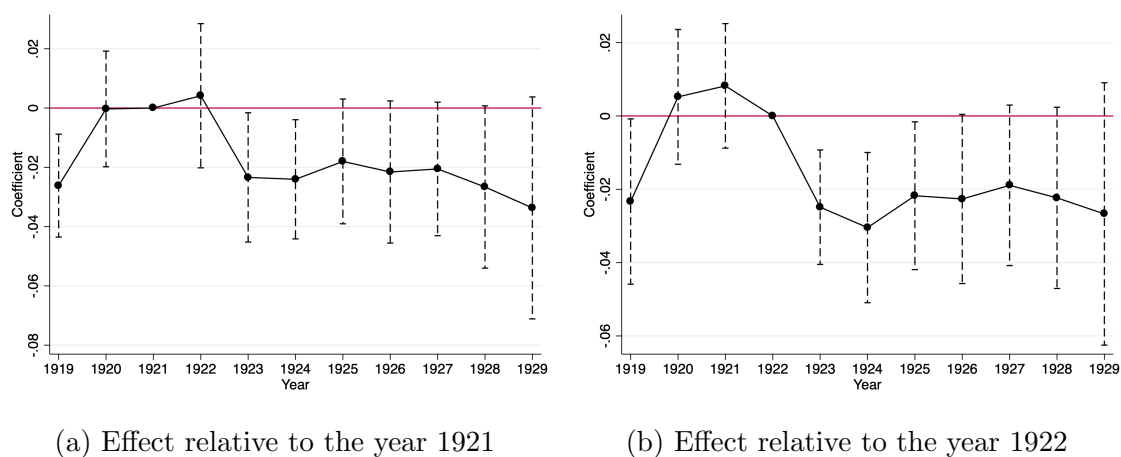 .02
0
-.02
-.04
-.06
-.08
Coefficient
1919 1920 1921 1922 1923 1924 1925 1926 1927 1928 1929
Year
(a) Effect relative to the year 1921
.02
0
-.02
-.04
-.06
Coefficient
1919 1920 1921 1922 1923 1924 1925 1926 1927 1928 1929
Year
(b) Effect relative to the year 1922